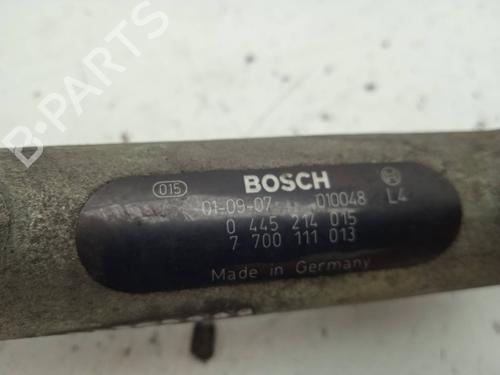 B-PARTS
015
BOSCH
01-09-07 010048 L4
0 445 214 015
7 700 111 013
Made in Germany